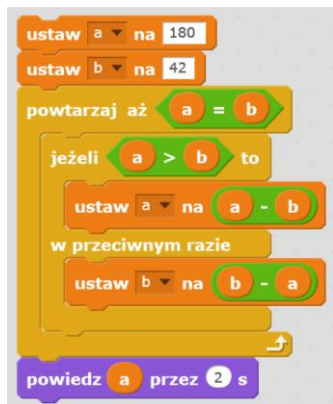 ustaw a na 180
ustaw b na 42
powtarzaj aż a = b
jeżeli a > b to
ustaw a na a - b
w przeciwnym razie
ustaw b na b - a
powiedz a przez 2 s